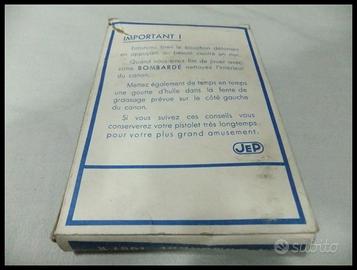 IMPORTANT !
Enfoncez bien le bouchon détonant
en appuyant au besoin contre un mur.
Quand vous avez fini de jouer avec
votre BOMBARDE nettoyez l'intérieur
du canon.
Mettez également de temps en temps
une goutte d'huile dans la fente de
graissage prévue sur le côté gauche
du canon.
Si vous suivez ces conseils vous
conserverez votre pistolet très longtemps
pour votre plus grand amusement.
JEP
subito